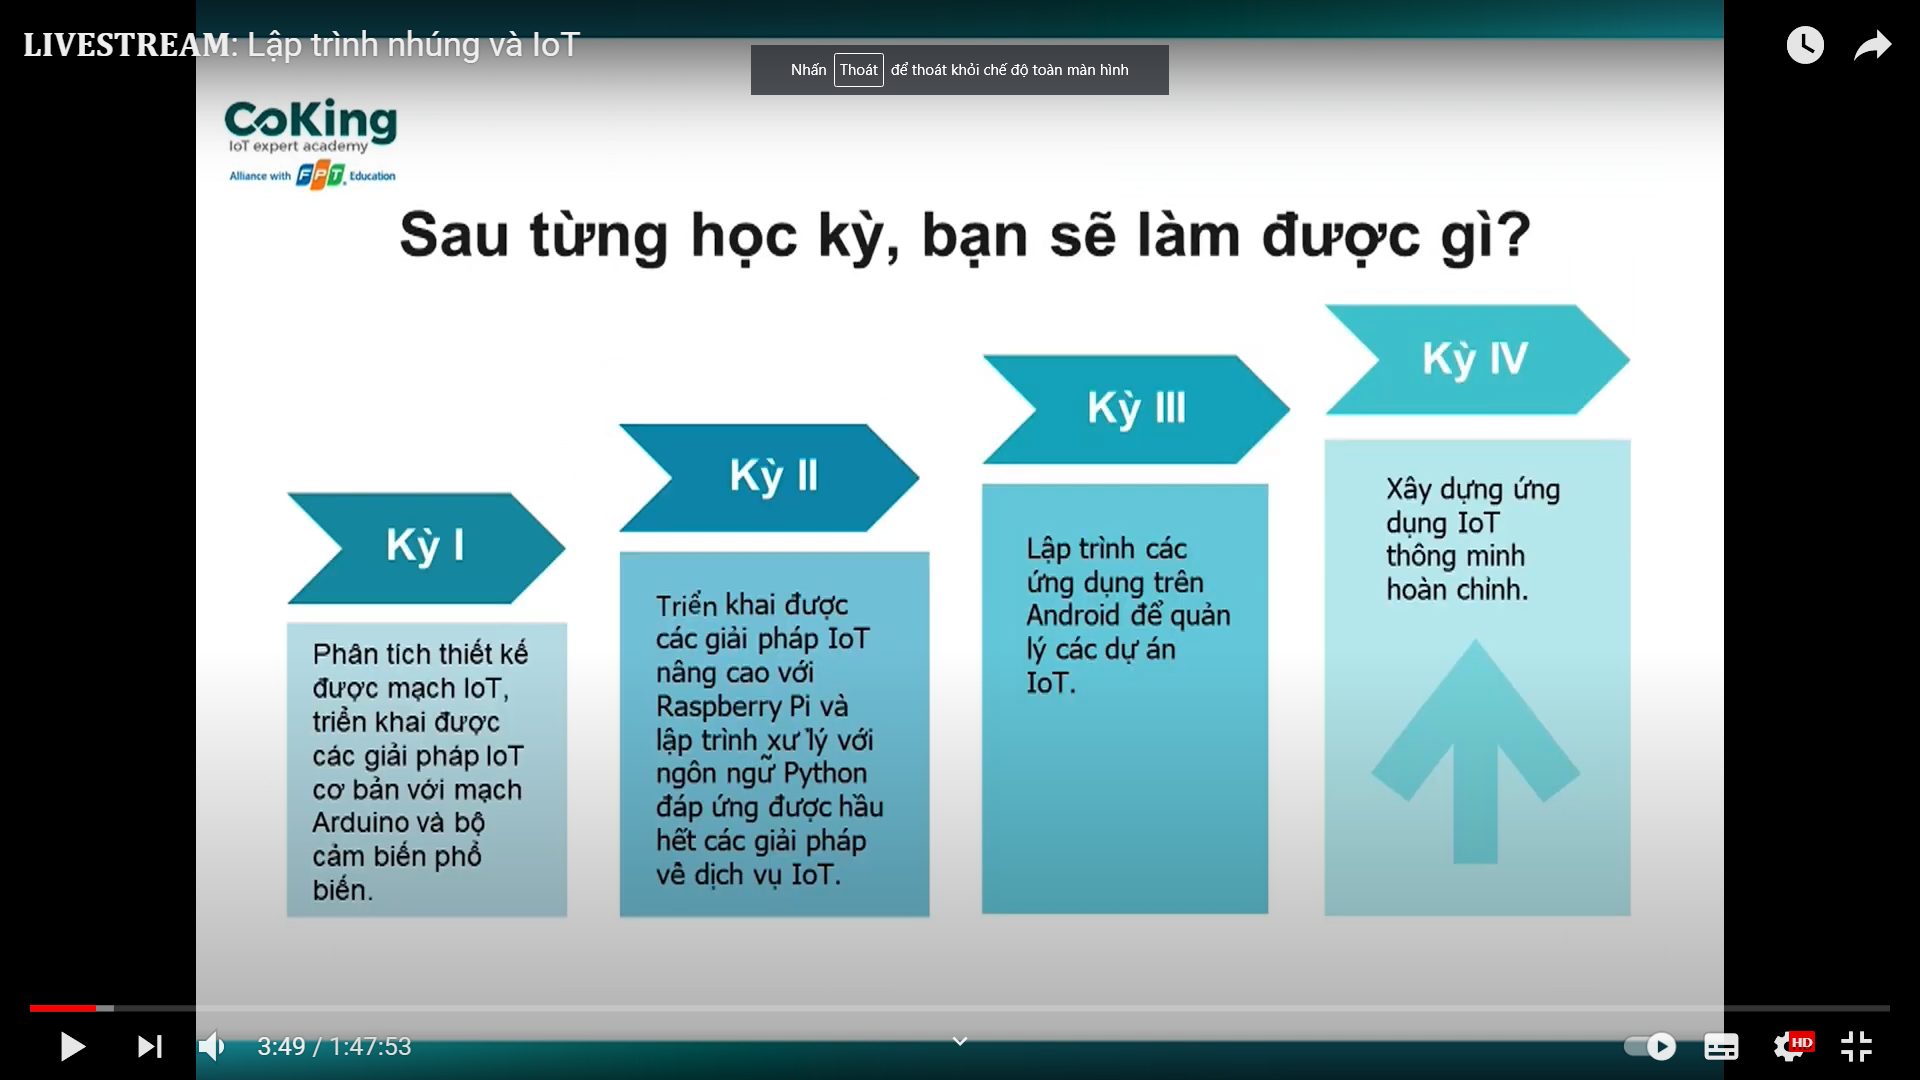 LIVESTREAM: Lập trình nhúng và IoT
Nhấn Thoát để thoát khỏi chế độ toàn màn hình
CoKing
IoT expert academy
Alliance with FPT Education
Sau từng học kỳ, bạn sẽ làm được gì?
Kỳ I
Phân tích thiết kế
được mạch IoT,
triển khai được
các giải pháp IoT
cơ bản với mạch
Arduino và bộ
cảm biến phổ
biến.
Kỳ II
Triển khai được
các giải pháp IoT
nâng cao với
Raspberry Pi và
lập trình xử lý với
ngôn ngữ Python
đáp ứng được hầu
hết các giải pháp
về dịch vụ IoT.
Kỳ III
Lập trình các
ứng dụng trên
Android để quản
lý các dự án
IoT.
Kỳ IV
Xây dựng ứng
dụng IoT
thông minh
hoàn chỉnh.
3:49 / 1:47:53
HD